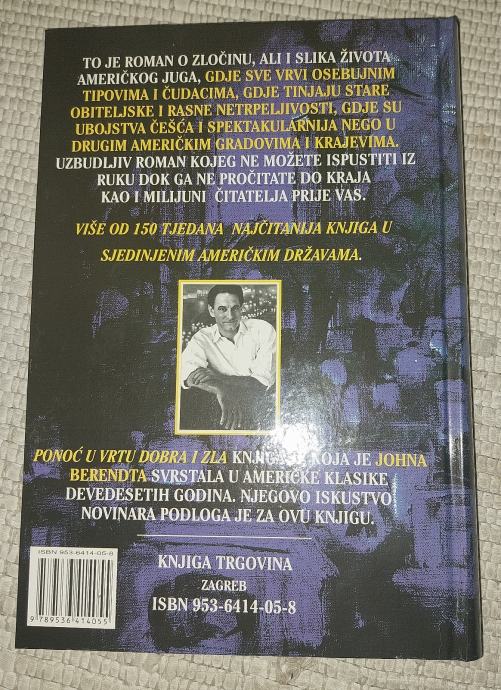 TO JE ROMAN O ZLOČINU, ALI I SLIKA ŽIVOTA
AMERIČKOG JUGA, GDJE SVE VRVI OSEBUJNIM
TIPOVIMA I ČUDACIMA, GDJE TINJAJU STARE
OBITELJSKE I RASNE NETRPELJIVOSTI, GDJE SU
UBOJSTVA ČEŠĆA I SPEKTAKULARNIJA NEGO U
DRUGIM AMERIČKIM GRADOVIMA I KRAJEVIMA.
UZBUDLJIV ROMAN KOJEG NE MOŽETE ISPUSTITI IZ
RUKU DOK GA NE PROČITATE DO KRAJA
KAO I MILIJUNI ČITATELJA PRIJE VAS.
VIŠE OD 150 TJEDANA NAJČITANIJA KNJIGA U
SJEDINJENIM AMERIČKIM DRŽAVAMA.
PONOĆ U VRTU DOBRA I ZLA KNJIGA JE KOJA JE JOHNA
BERENDTA SVRSTALA U AMERIČKE KLASIKE
DEVEDESETIH GODINA. NJEGOVO ISKUSTVO
NOVINARA PODLOGA JE ZA OVU KNJIGU.
KNJIGA TRGOVINA
ZAGREB
ISBN 953-6414-05-8
ISBN 953-6414-05-8
9 789536 414055